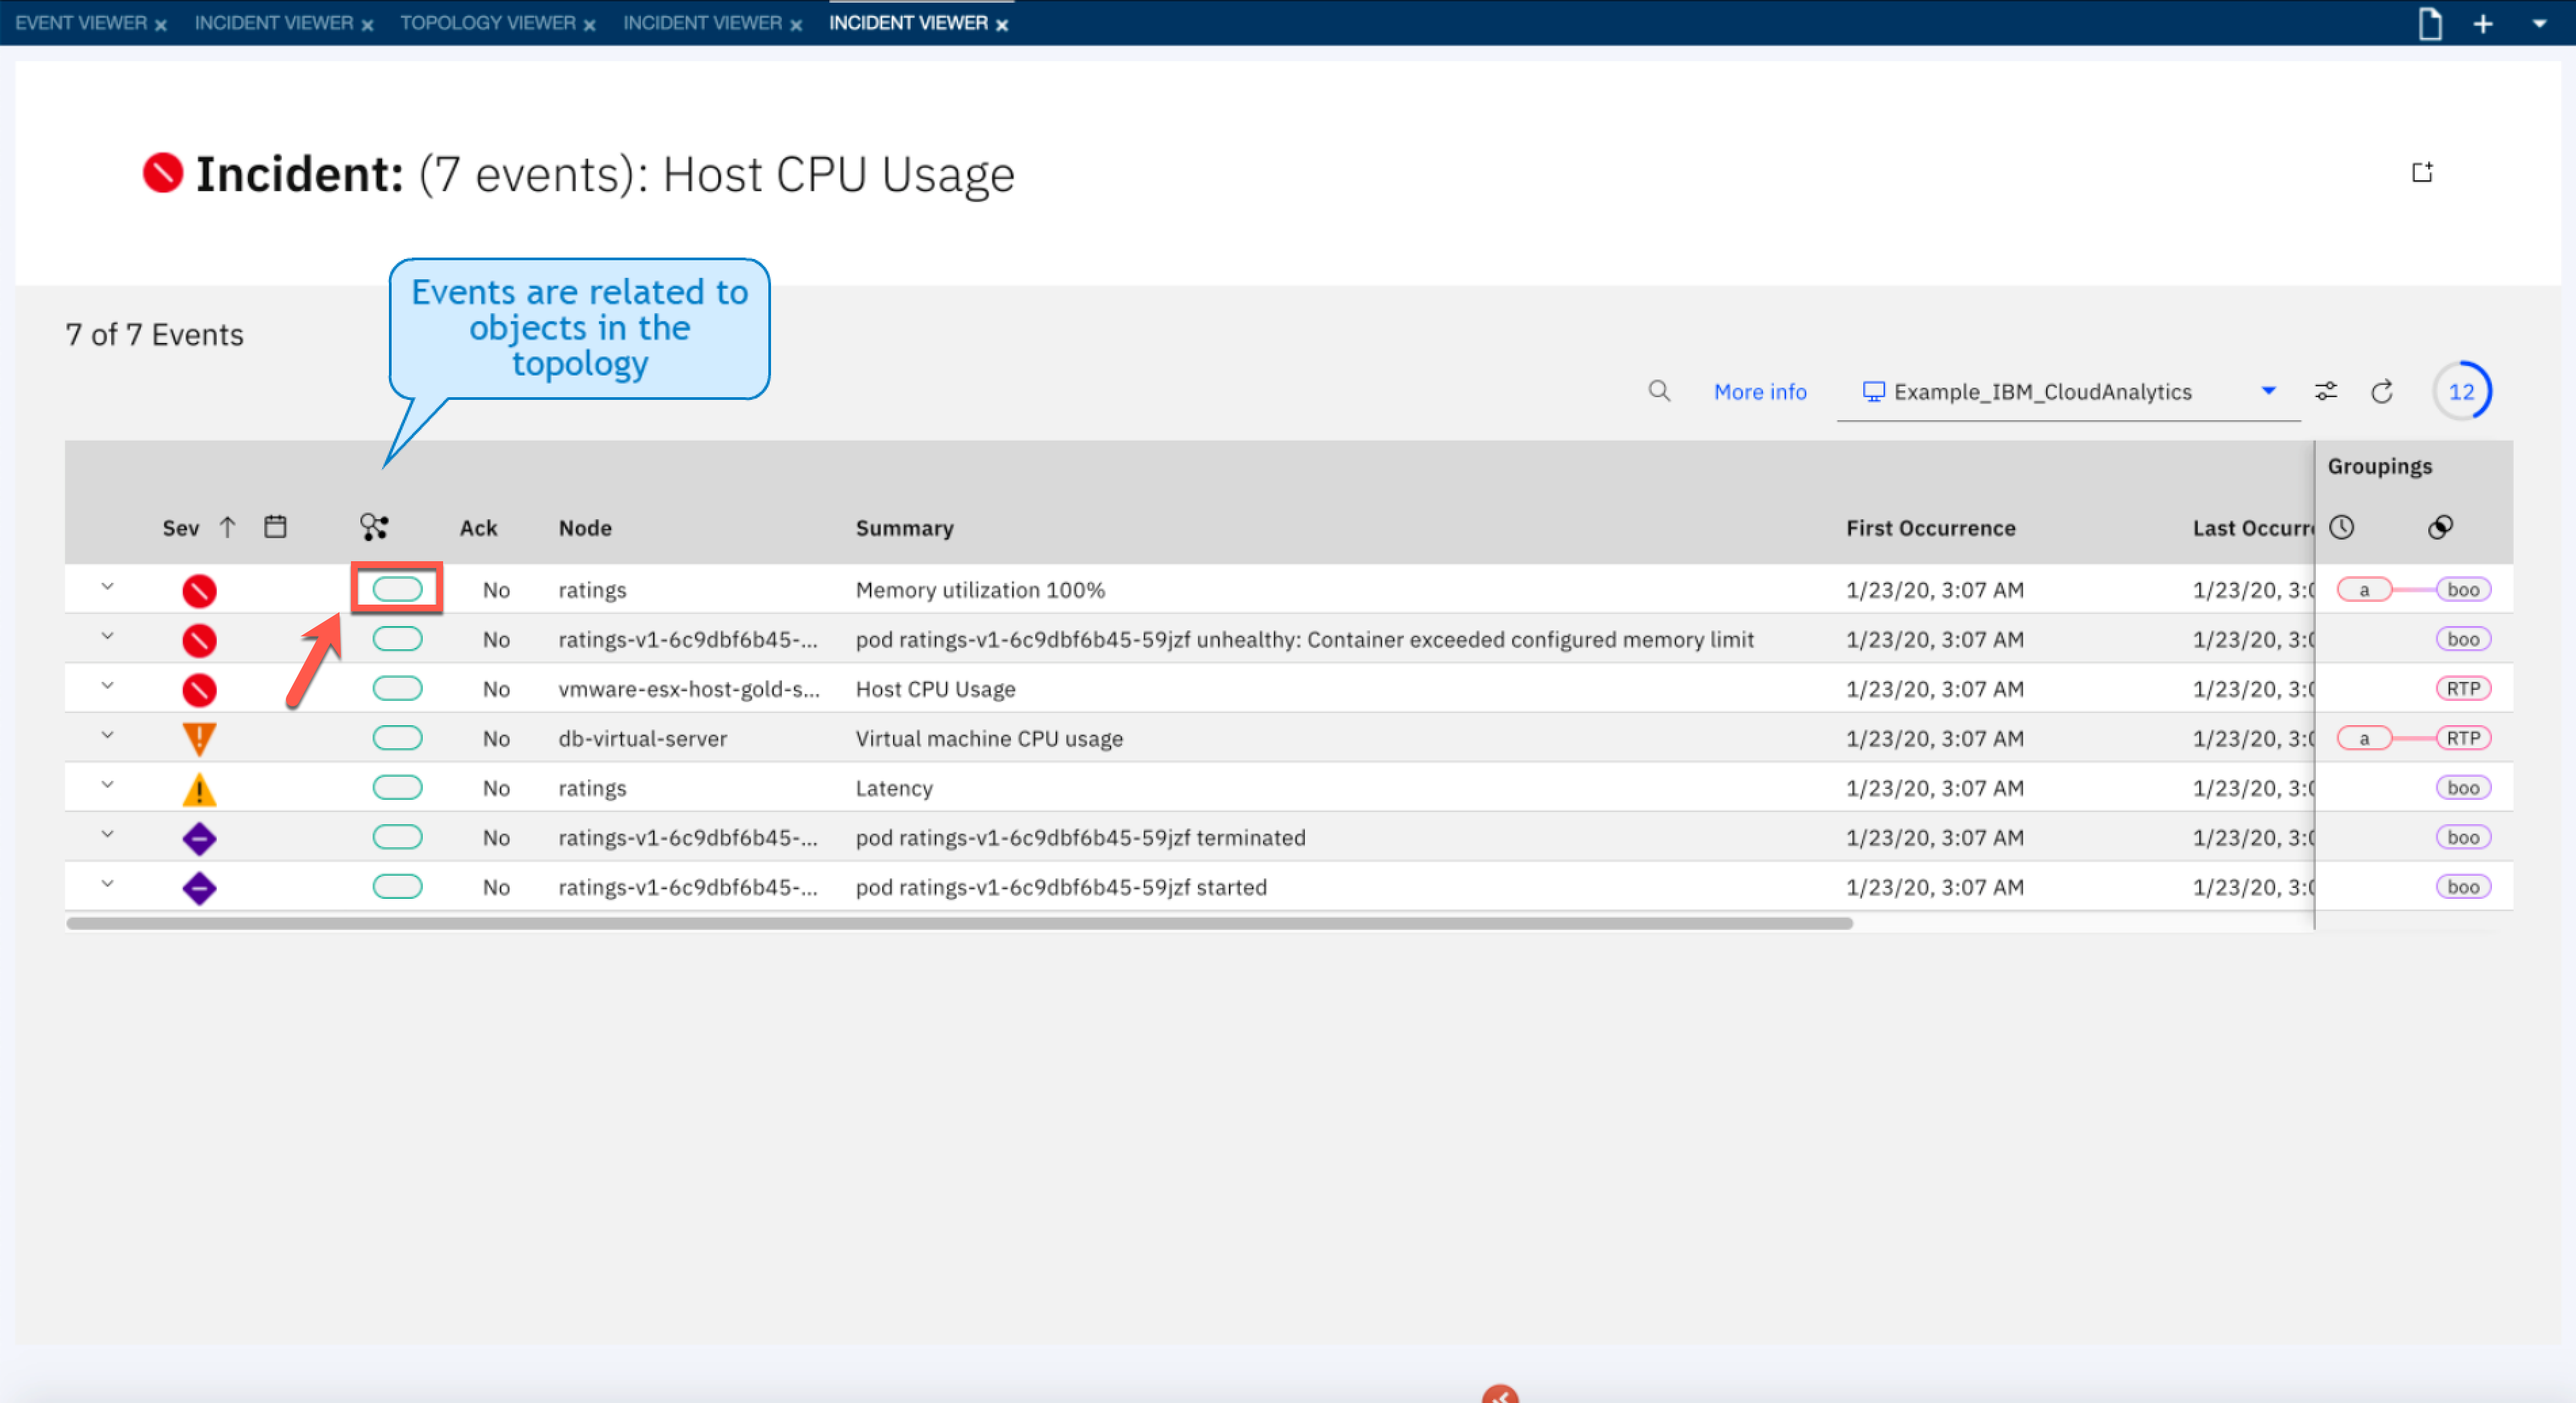 EVENT VIEWER x INCIDENT VIEWER x TOPOLOGY VIEWER x INCIDENT VIEWER x INCIDENT VIEWER x
Incident: (7 events): Host CPU Usage
Events are related to
objects in the
topology
7 of 7 Events
More info Example_IBM_CloudAnalytics 12
Groupings
Sev Ack Node Summary First Occurrence Last Occurr
No ratings Memory utilization 100% 1/23/20, 3:07 AM 1/23/20, 3:0 a boo
No ratings-v1-6c9dbf6b45-... pod ratings-v1-6c9dbf6b45-59jzf unhealthy: Container exceeded configured memory limit 1/23/20, 3:07 AM 1/23/20, 3:0 boo
No vmware-esx-host-gold-s... Host CPU Usage 1/23/20, 3:07 AM 1/23/20, 3:0 RTP
No db-virtual-server Virtual machine CPU usage 1/23/20, 3:07 AM 1/23/20, 3:0 a RTP
No ratings Latency 1/23/20, 3:07 AM 1/23/20, 3:0 boo
No ratings-v1-6c9dbf6b45-... pod ratings-v1-6c9dbf6b45-59jzf terminated 1/23/20, 3:07 AM 1/23/20, 3:0 boo
No ratings-v1-6c9dbf6b45-... pod ratings-v1-6c9dbf6b45-59jzf started 1/23/20, 3:07 AM 1/23/20, 3:0 boo